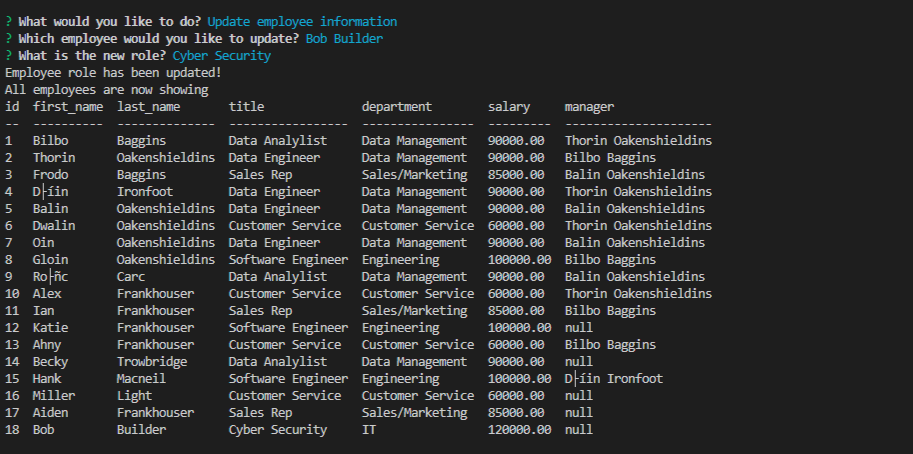 ? What would you like to do? Update employee information
? Which employee would you like to update? Bob Builder
? What is the new role? Cyber Security
Employee role has been updated!
All employees are now showing
id  first_name  last_name      title              department        salary     manager
--  ----------  -------------  -----------------  ----------------  ---------  ---------------------
1   Bilbo       Baggins        Data Analylist     Data Management   90000.00   Thorin Oakenshieldins
2   Thorin      Oakenshieldins  Data Engineer      Data Management   90000.00   Bilbo Baggins
3   Frodo       Baggins        Sales Rep          Sales/Marketing   85000.00   Balin Oakenshieldins
4   D├íin       Ironfoot       Data Engineer      Data Management   90000.00   Thorin Oakenshieldins
5   Balin       Oakenshieldins  Data Engineer      Data Management   90000.00   Balin Oakenshieldins
6   Dwalin      Oakenshieldins  Customer Service   Customer Service  60000.00   Thorin Oakenshieldins
7   Oin         Oakenshieldins  Data Engineer      Data Management   90000.00   Balin Oakenshieldins
8   Gloin       Oakenshieldins  Software Engineer  Engineering       100000.00  Bilbo Baggins
9   Ro├ñc       Carc           Data Analylist     Data Management   90000.00   Balin Oakenshieldins
10  Alex        Frankhouser    Customer Service   Customer Service  60000.00   Thorin Oakenshieldins
11  Ian         Frankhouser    Sales Rep          Sales/Marketing   85000.00   Bilbo Baggins
12  Katie       Frankhouser    Software Engineer  Engineering       100000.00  null
13  Ahny        Frankhouser    Customer Service   Customer Service  60000.00   Bilbo Baggins
14  Becky       Trowbridge     Data Analylist     Data Management   90000.00   null
15  Hank        Macneil        Software Engineer  Engineering       100000.00  D├íin Ironfoot
16  Miller      Light          Customer Service   Customer Service  60000.00   null
17  Aiden       Frankhouser    Sales Rep          Sales/Marketing   85000.00   null
18  Bob         Builder        Cyber Security     IT                120000.00  null